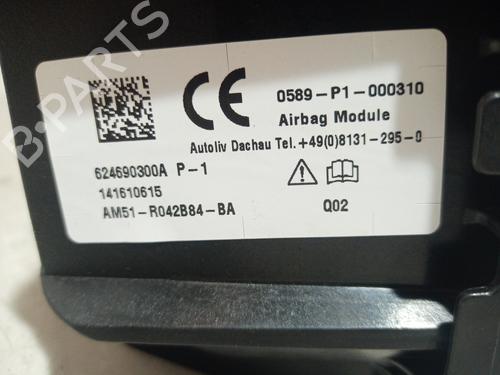 B-PARTS
CE
0589-P1-000310
Airbag Module
Autoliv Dachau Tel.+49(0)8131-295-0
624690300A P-1
141610615
AM51-R042B84-BA
Q02